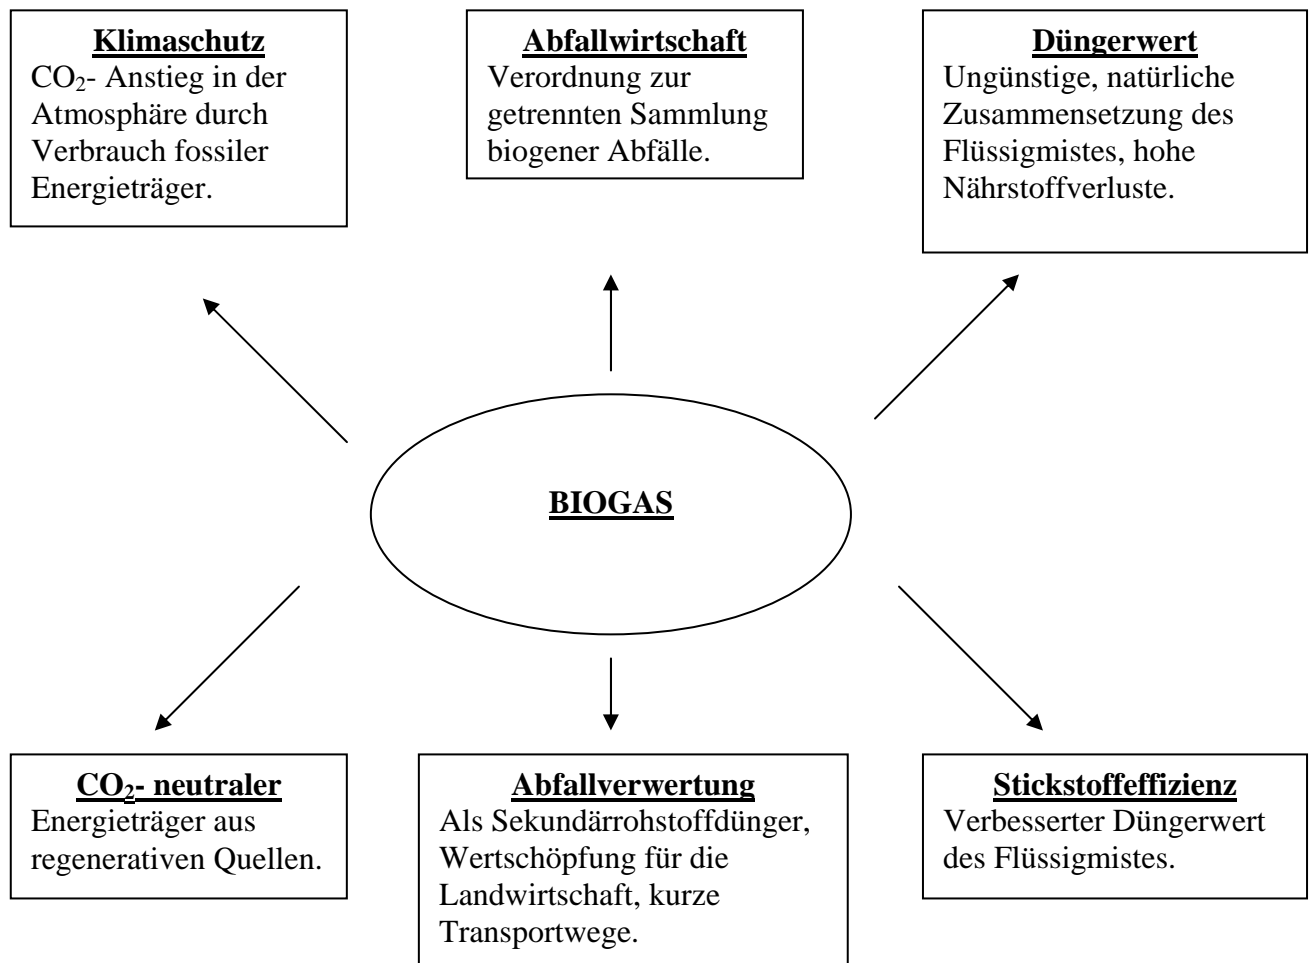 Klimaschutz
CO₂- Anstieg in der
Atmosphäre durch
Verbrauch fossiler
Energieträger.
Abfallwirtschaft
Verordnung zur
getrennten Sammlung
biogener Abfälle.
Düngerwert
Ungünstige, natürliche
Zusammensetzung des
Flüssigmistes, hohe
Nährstoffverluste.
BIOGAS
CO₂- neutraler
Energieträger aus
regenerativen Quellen.
Abfallverwertung
Als Sekundärrohstoffdünger,
Wertschöpfung für die
Landwirtschaft, kurze
Transportwege.
Stickstoffeffizienz
Verbesserter Düngerwert
des Flüssigmistes.